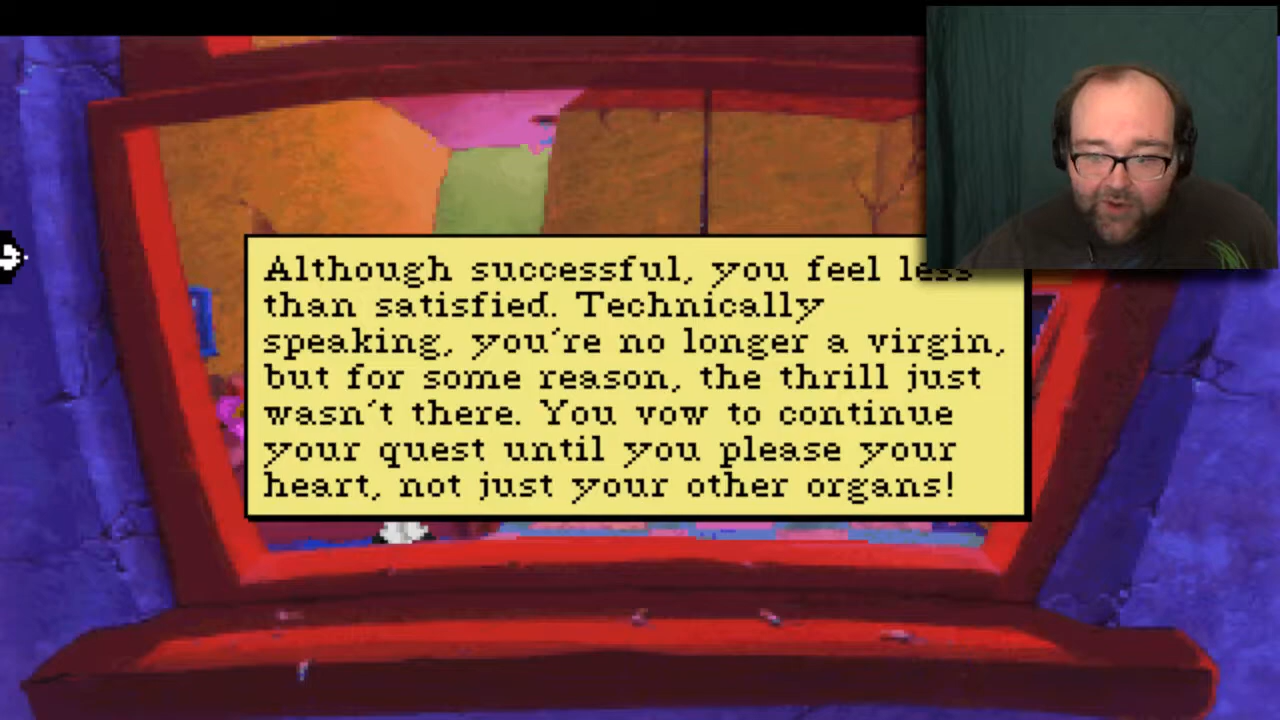 Although successful, you feel less
than satisfied. Technically
speaking, you're no longer a virgin,
but for some reason, the thrill just
wasn't there. You vow to continue
your quest until you please your
heart, not just your other organs!